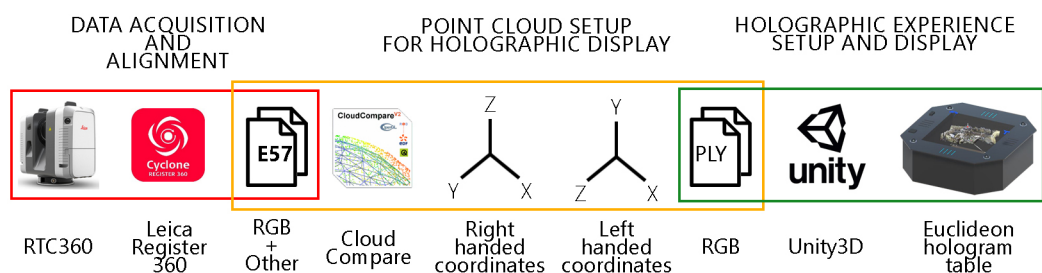 DATA ACQUISITION
AND
ALIGNMENT
POINT CLOUD SETUP
FOR HOLOGRAPHIC DISPLAY
HOLOGRAPHIC EXPERIENCE
SETUP AND DISPLAY
Cyclone
REGISTER 360
E57
CloudCompare V2
EDF
Z
Y
X
Y
Z
X
PLY
unity
RTC360
Leica
Register
360
RGB
+
Other
Cloud
Compare
Right
handed
coordinates
Left
handed
coordinates
RGB
Unity3D
Euclideon
hologram
table